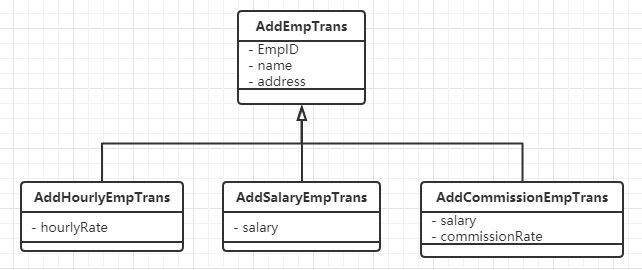 AddEmpTrans
- EmpID
- name
- address
AddHourlyEmpTrans
- hourlyRate
AddSalaryEmpTrans
- salary
AddCommissionEmpTrans
- salary
- commissionRate